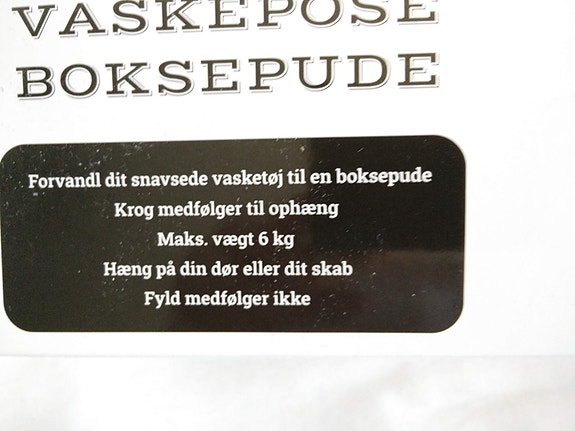 VASKEPOSE
BOKSEPUDE
Forvandl dit snavsede vasketøj til en boksepude
Krog medfølger til ophæng
Maks. vægt 6 kg
Hæng på din dør eller dit skab
Fyld medfølger ikke